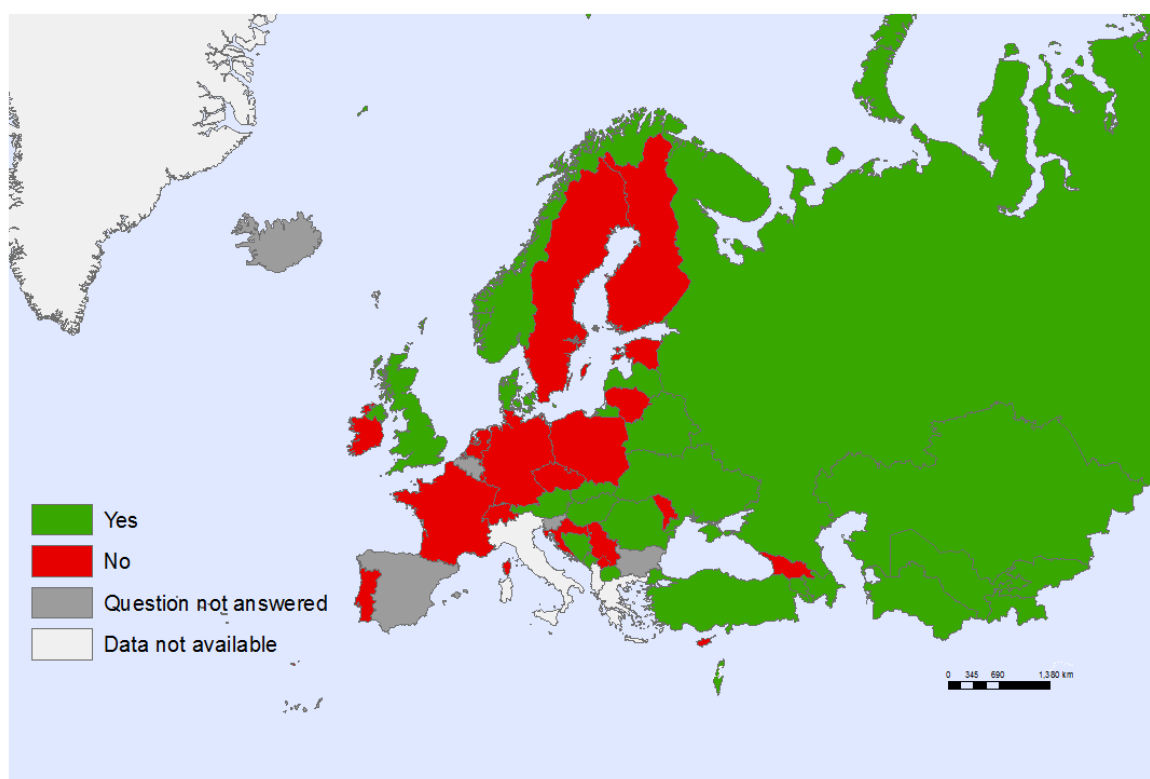 Yes
No
Question not answered
Data not available
0 345 690 1,380 km